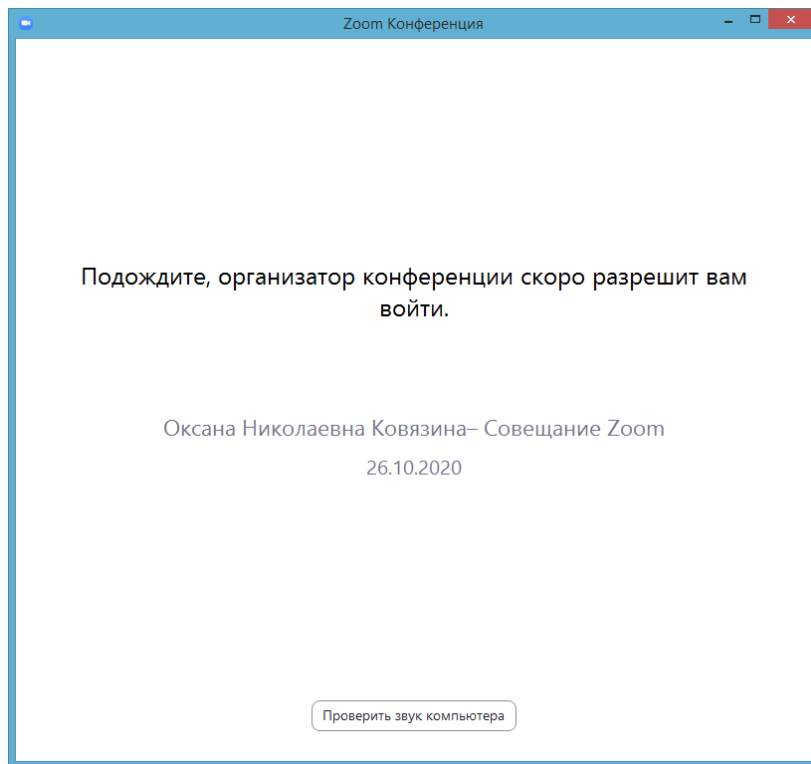 Zoom Конференция
Подождите, организатор конференции скоро разрешит вам
войти.
Оксана Николаевна Ковязина– Совещание Zoom
26.10.2020
Проверить звук компьютера